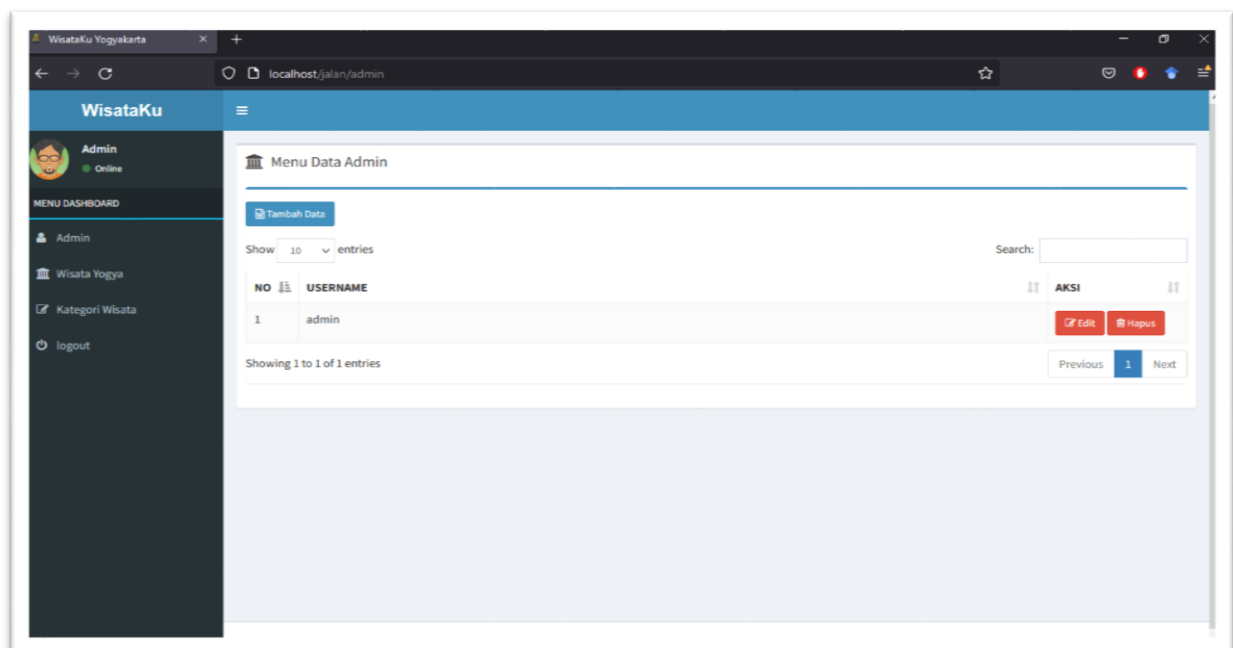 WisataKu Yogyakarta
localhost/jalan/admin
WisataKu
Admin
Online
MENU DASHBOARD
Admin
Wisata Yogya
Kategori Wisata
logout
Menu Data Admin
Tambah Data
Show 10 entries
Search:
NO USERNAME AKSI
1 admin Edit Hapus
Showing 1 to 1 of 1 entries
Previous 1 Next